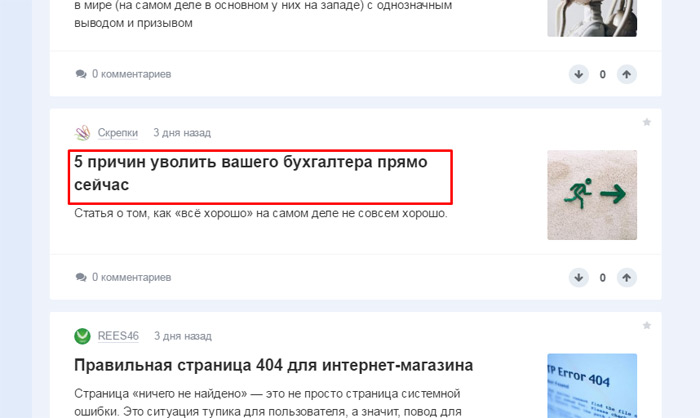 в мире (на самом деле в основном у них на западе) с однозначным
выводом и призывом
0 комментариев
0
Скрепки 3 дня назад
5 причин уволить вашего бухгалтера прямо
сейчас
Статья о том, как «всё хорошо» на самом деле не совсем хорошо.
0 комментариев
0
REES46 3 дня назад
Правильная страница 404 для интернет-магазина
TP Error 404
Страница «ничего не найдено» — это не просто страница системной
ошибки. Это ситуация тупика для пользователя, а значит, повод для